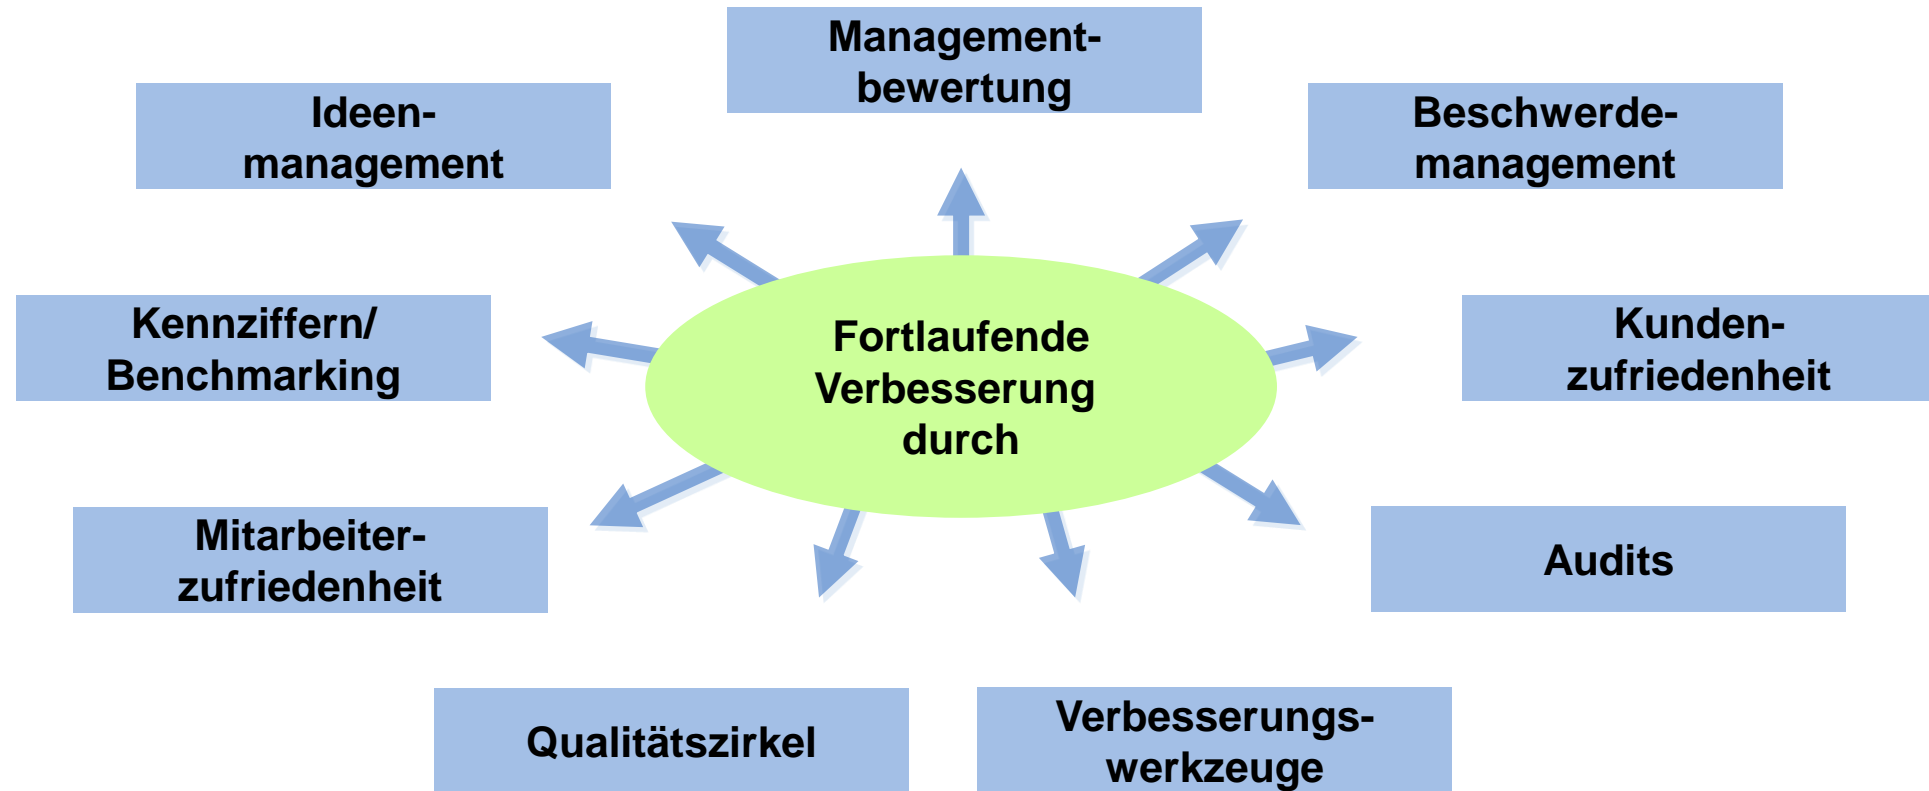 Management-
bewertung
Ideen-
management
Beschwerde-
management
Kennziffern/
Benchmarking
Fortlaufende
Verbesserung
durch
Kunden-
zufriedenheit
Mitarbeiter-
zufriedenheit
Audits
Qualitätszirkel
Verbesserungs-
werkzeuge